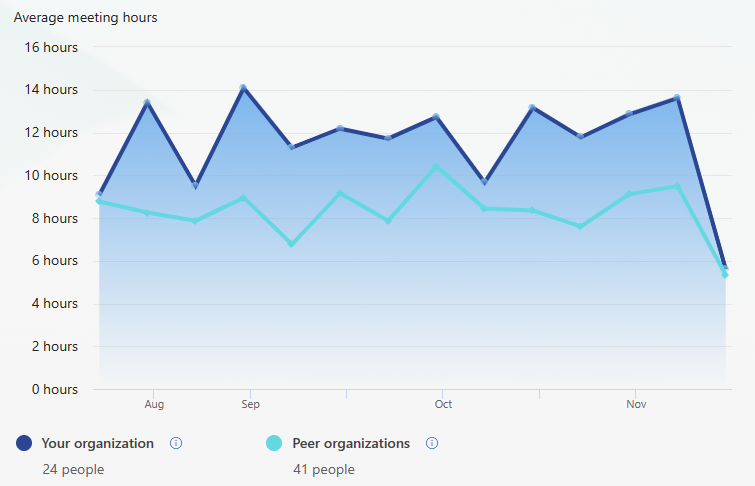 Average meeting hours
16 hours
14 hours
12 hours
10 hours
8 hours
6 hours
4 hours
2 hours
0 hours
Aug Sep Oct Nov
Your organization Peer organizations
24 people 41 people